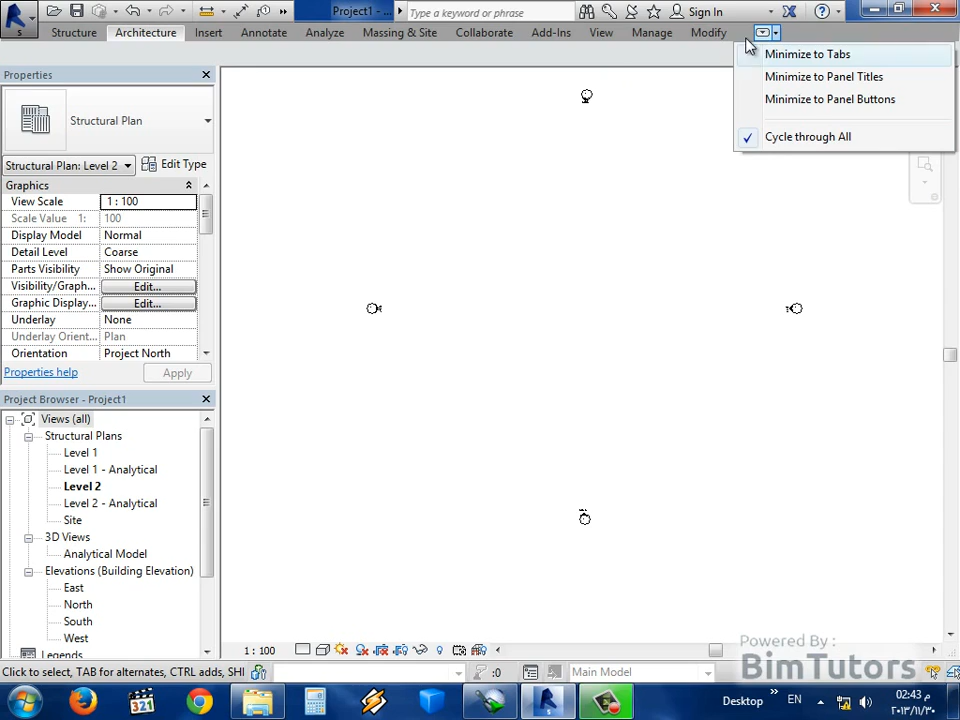 Project1 - ...
Type a keyword or phrase
Sign In
Structure
Architecture
Insert
Annotate
Analyze
Massing & Site
Collaborate
Add-Ins
View
Manage
Modify
Minimize to Tabs
Minimize to Panel Titles
Minimize to Panel Buttons
Cycle through All
Properties
Structural Plan
Structural Plan: Level 2
Edit Type
Graphics
View Scale
1 : 100
Scale Value 1:
100
Display Model
Normal
Detail Level
Coarse
Parts Visibility
Show Original
Visibility/Graph...
Edit...
Graphic Display...
Edit...
Underlay
None
Underlay Orient...
Plan
Orientation
Project North
Properties help
Apply
Project Browser - Project1
Views (all)
Structural Plans
Level 1
Level 1 - Analytical
Level 2
Level 2 - Analytical
Site
3D Views
Analytical Model
Elevations (Building Elevation)
East
North
South
West
Legends
1 : 100
Powered By :
BimTutors
Click to select, TAB for alternates, CTRL adds, SHI
:0
Main Model
321
Desktop
EN
02:43 م
٢٠١٣/١١/٣٠